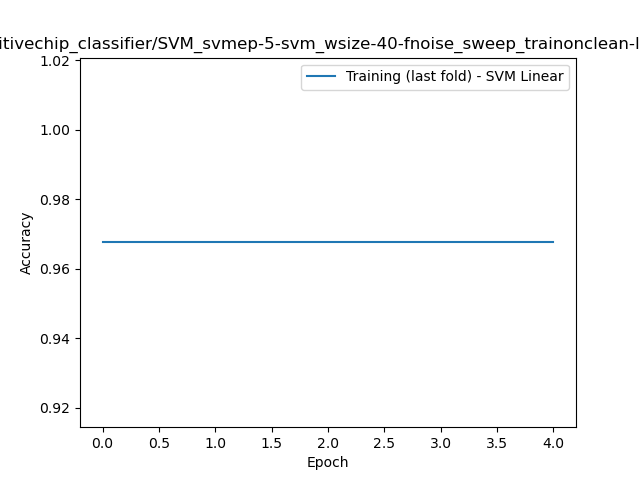 itivechip_classifier/SVM_svmep-5-svm_wsize-40-fnoise_sweep_trainonclean-l
Training (last fold) - SVM Linear
1.02
1.00
0.98
0.96
0.94
0.92
Accuracy
0.0 0.5 1.0 1.5 2.0 2.5 3.0 3.5 4.0
Epoch